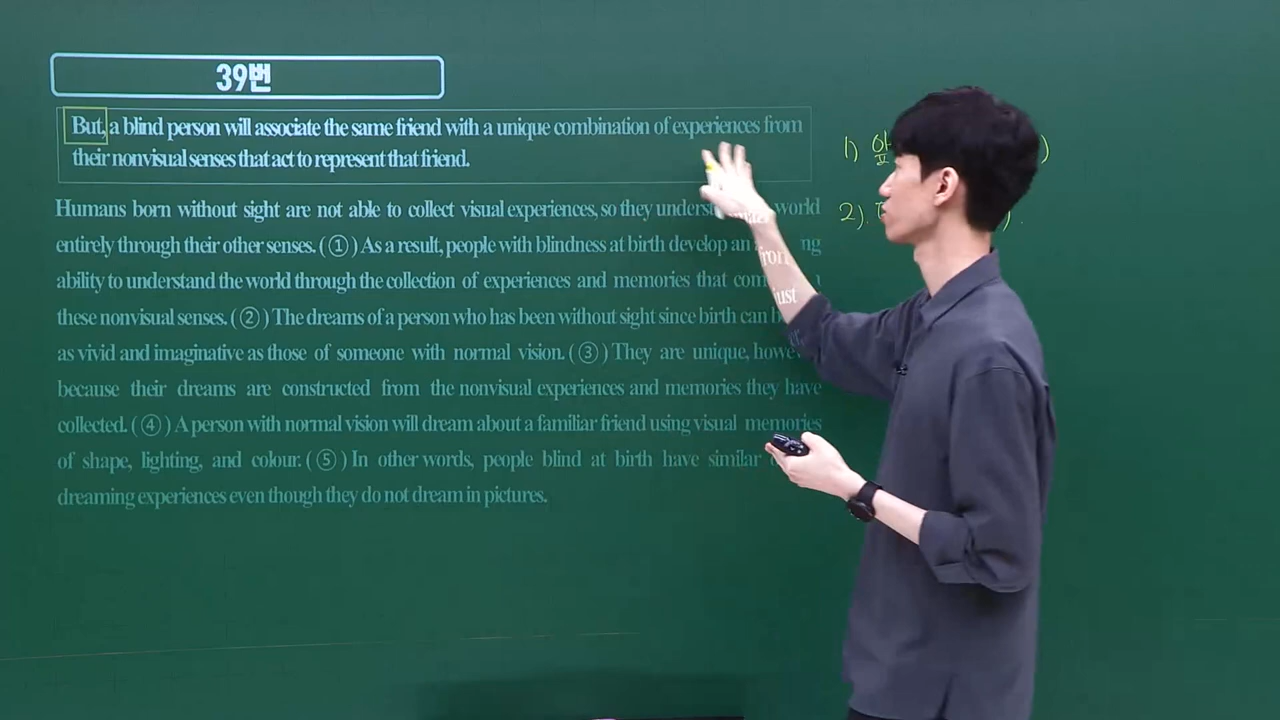 39번
But, a blind person will associate the same friend with a unique combination of experiences from
their nonvisual senses that act to represent that friend.
Humans born without sight are not able to collect visual experiences, so they world
entirely through their other senses. ( ① ) As a result, people with blindness at birth develop an
ability to understand the world through the collection of experiences and memories that
these nonvisual senses. ( ② ) The dreams of a person who has been without sight since birth can just
as vivid and imaginative as those of someone with normal vision. ( ③ ) They are unique,
because their dreams are constructed from the nonvisual experiences and memories they have
collected. ( ④ ) A person with normal vision will dream about a familiar friend using visual memories
of shape, lighting, and colour. ( ⑤ ) In other words, people blind at birth have similar
dreaming experiences even though they do not dream in pictures.
1) )
2). ).